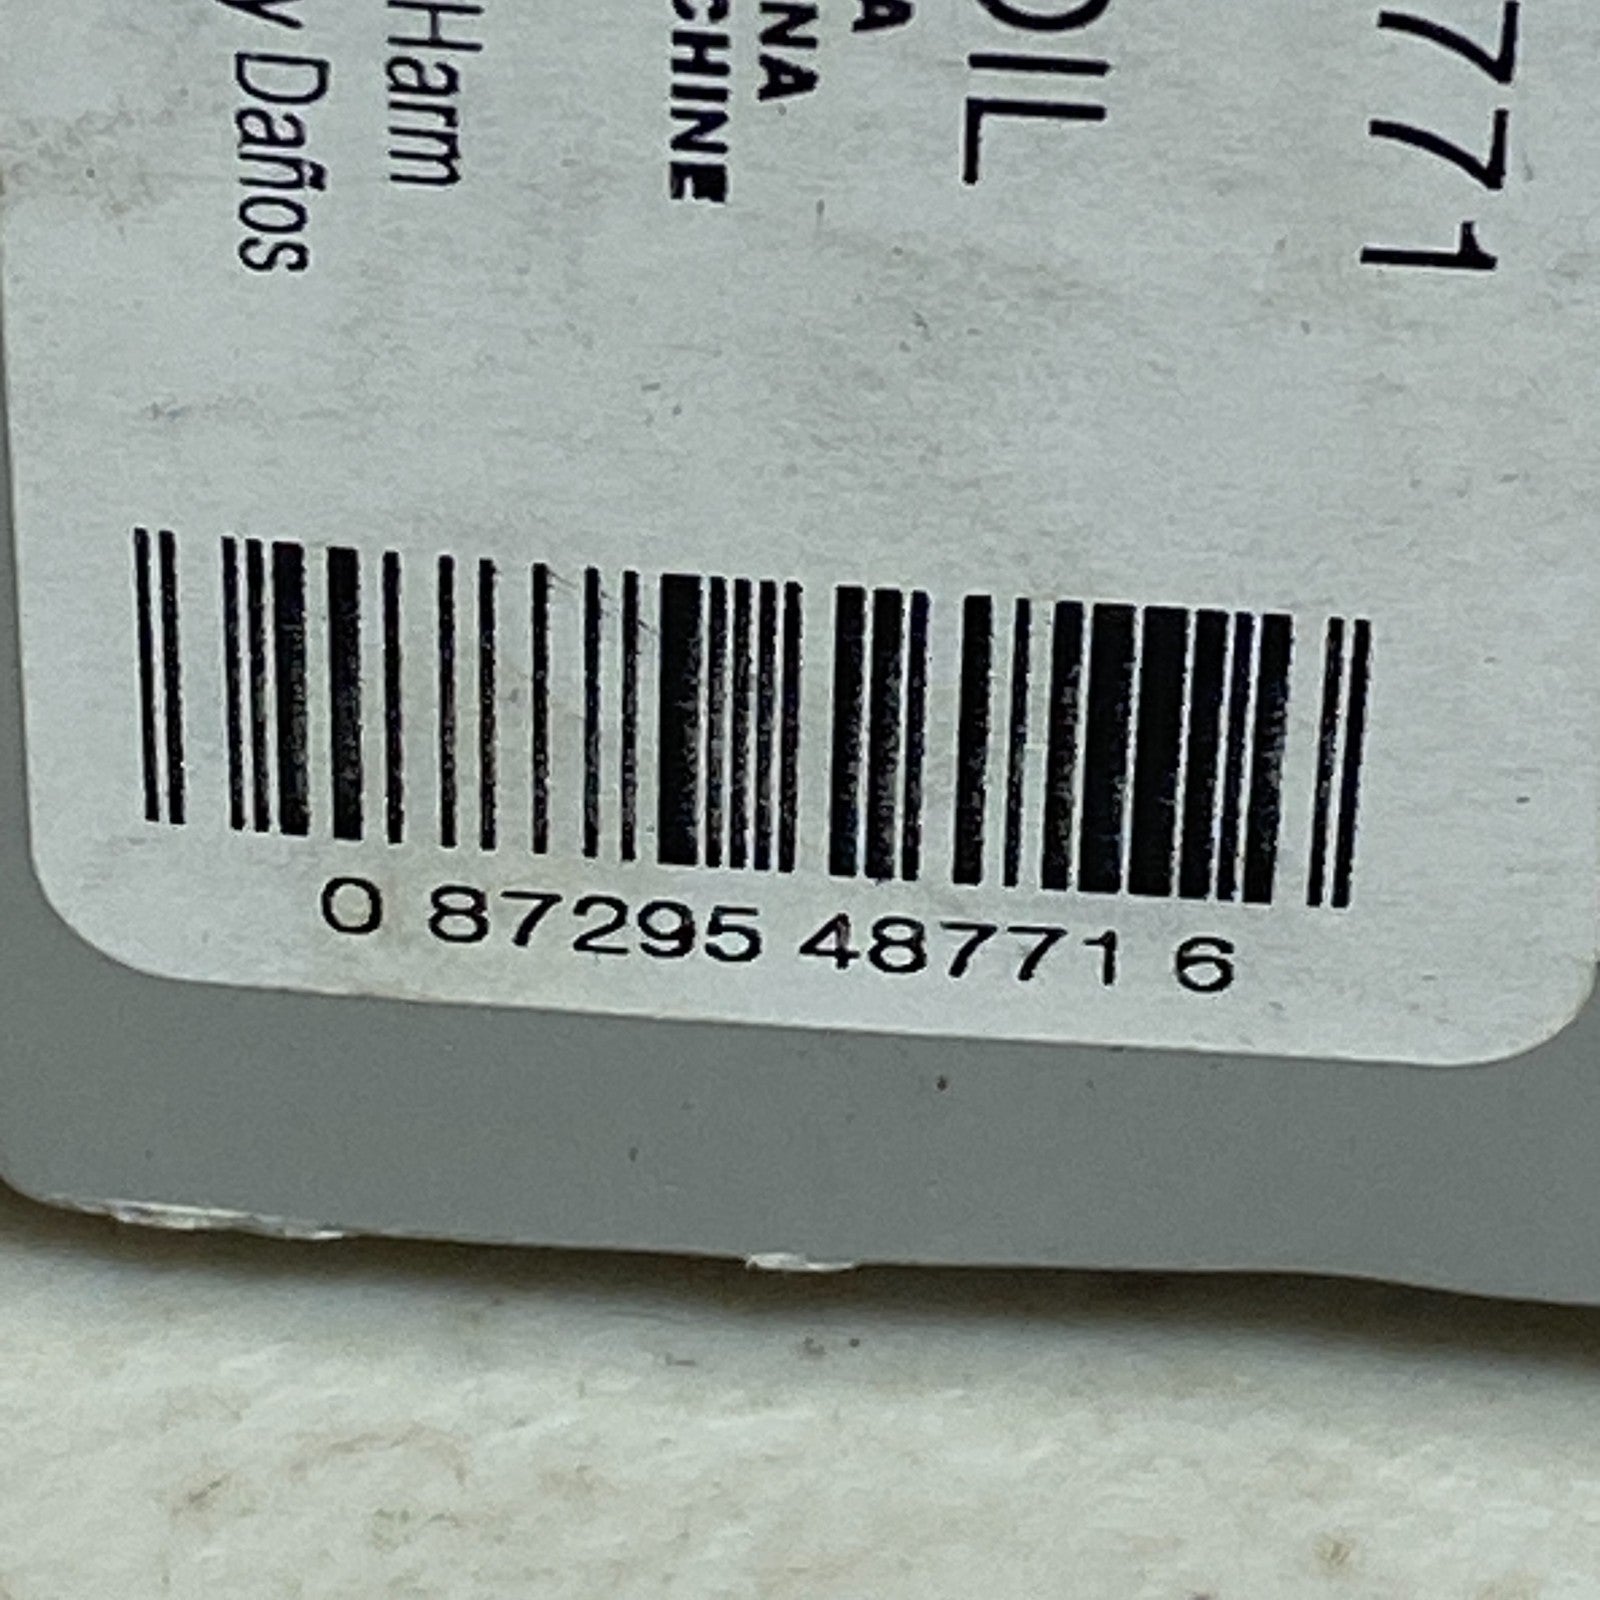 771
OIL
A
NA
CHINE
Harm
y Daños
0 87295 48771 6